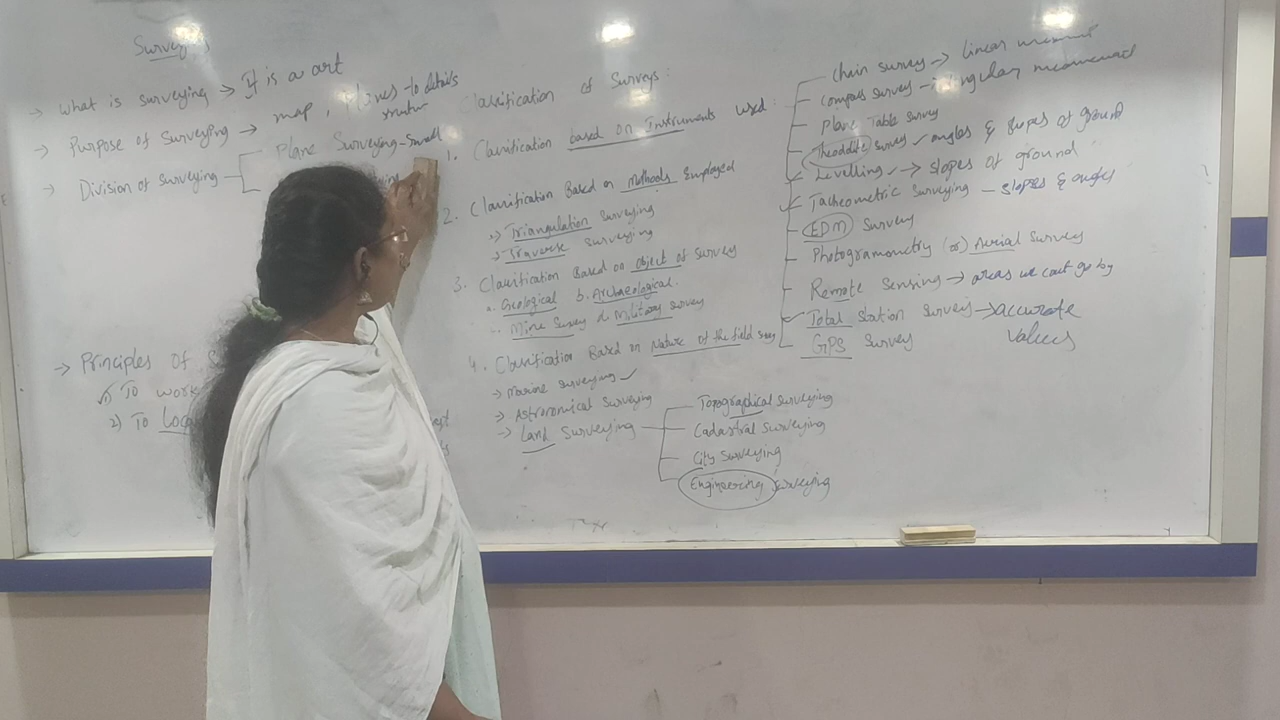 Surveying
→ What is surveying → It is a art
→ Purpose of Surveying → map, plans to details
→ Division of Surveying
Plane Surveying - Small
→ Principles of
1) To work
2) To Loca
Classification of Surveys:
1. Classification based on Instruments used:
chain survey → linear
compass survey - angular
Plane Table survey
Theodolite survey angles & slopes of ground
Levelling → slopes of ground
Tacheometric Surveying - slopes & angles
EDM Survey
Photogrammetry (or) Aerial Survey
Remote Sensing → areas we cant go by
Total Station Survey → accurate
Values
GPS Survey
2. Classification Based on Methods Employed
→ Triangulation Surveying
→ Traverse Surveying
3. Classification Based on object of Survey
a. Geological b. Archaeological.
c. Mine Survey d. Military Survey
4. Classification Based on Nature of the field Survey
→ Marine Surveying ✓
→ Astronomical Surveying
→ Land Surveying
Topographical Surveying
Cadastral Surveying
City Surveying
Engineering Surveying